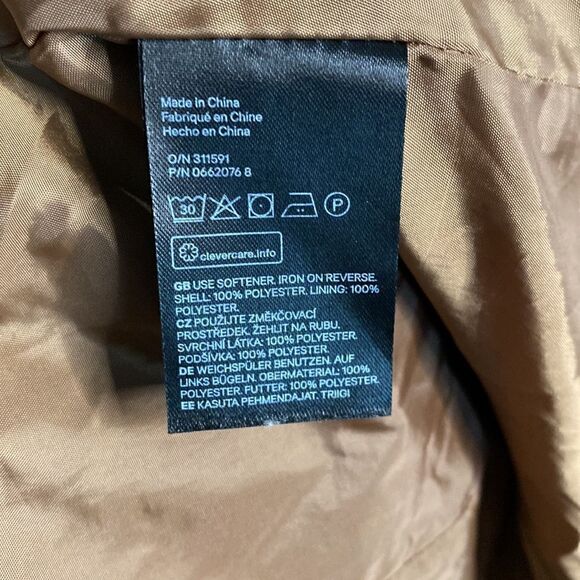 Made in China
Fabriqué en Chine
Hecho en China
O/N 311591
P/N 0662076 8
30 P
clevercare.info
GB USE SOFTENER. IRON ON REVERSE.
SHELL: 100% POLYESTER. LINING: 100%
POLYESTER.
CZ POUŽIJTE ZMĚKČOVACÍ
PROSTŘEDEK. ŽEHLIT NA RUBU.
SVRCHNÍ LÁTKA: 100% POLYESTER.
PODŠÍVKA: 100% POLYESTER.
DE WEICHSPÜLER BENUTZEN. AUF
LINKS BÜGELN. OBERMATERIAL: 100%
POLYESTER. FUTTER: 100% POLYESTER
EE KASUTA PEHMENDAJAT. TRIIGI